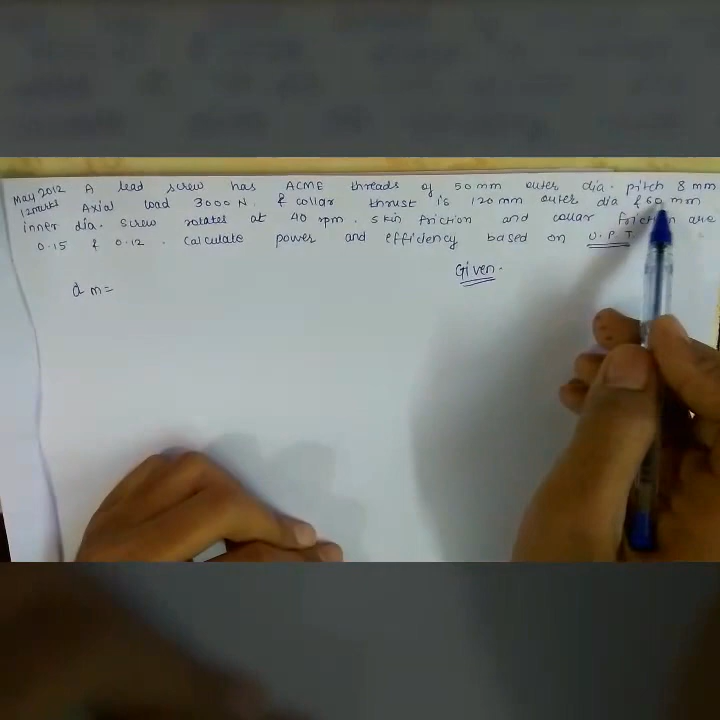 May 2012 A lead screw has ACME threads of 50 mm outer dia. pitch 8 mm
12 marks Axial load 3000 N. & collar thrust is 120 mm outer dia & 60 mm
inner dia. Screw rotates at 40 rpm. skin friction and collar friction are
0.15 & 0.12. Calculate power and efficiency based on U.P.T
Given.
dm=